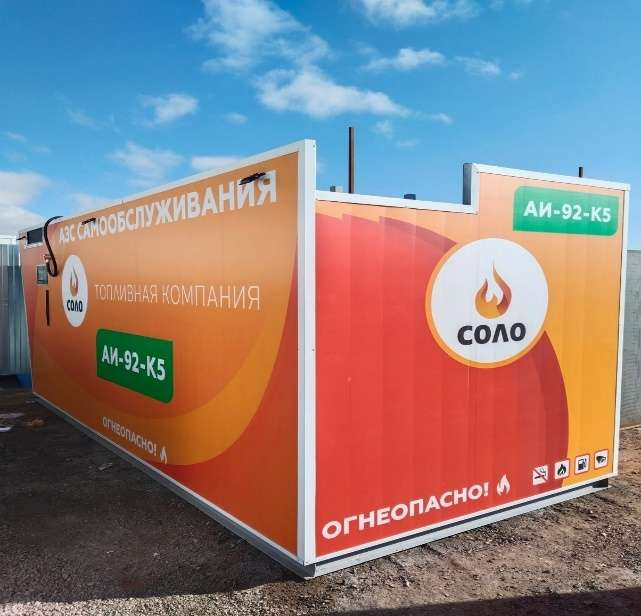 АЗС САМООБСЛУЖИВАНИЯ
СОЛО
ТОПЛИВНАЯ КОМПАНИЯ
АИ-92-К5
ОГНЕОПАСНО!
АИ-92-К5
СОЛО
ОГНЕОПАСНО!